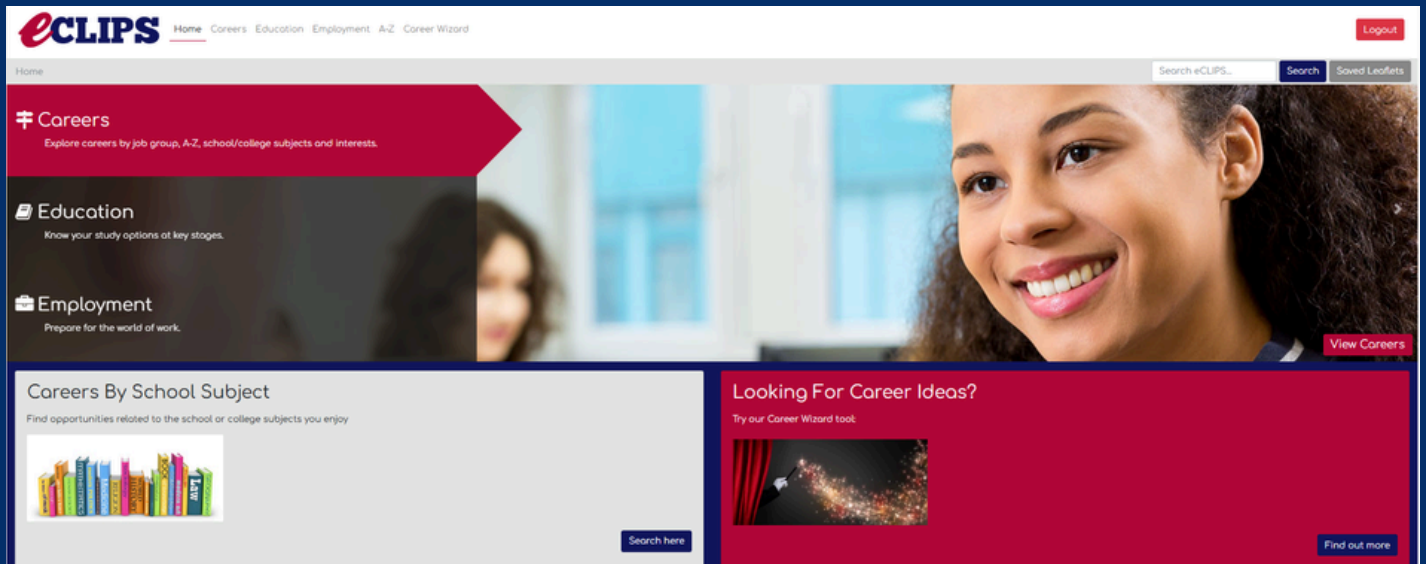 eCLIPS
Home Careers Education Employment A-Z Career Wizard
Logout
Home
Search eCLIPS...
Search
Saved Leaflets
Careers
Explore careers by job group, A-Z, school/college subjects and interests.
Education
Know your study options at key stages.
Employment
Prepare for the world of work.
View Careers
Careers By School Subject
Find opportunities related to the school or college subjects you enjoy
Law
Search here
Looking For Career Ideas?
Try our Career Wizard tool:
Find out more